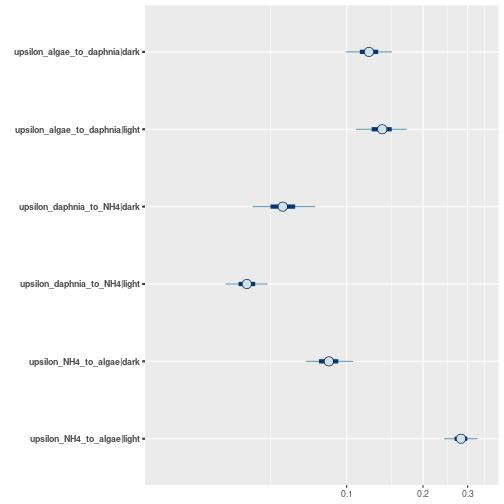 upsilon_algae_to_daphnia|dark
upsilon_algae_to_daphnia|light
upsilon_daphnia_to_NH4|dark
upsilon_daphnia_to_NH4|light
upsilon_NH4_to_algae|dark
upsilon_NH4_to_algae|light
0.1 0.2 0.3